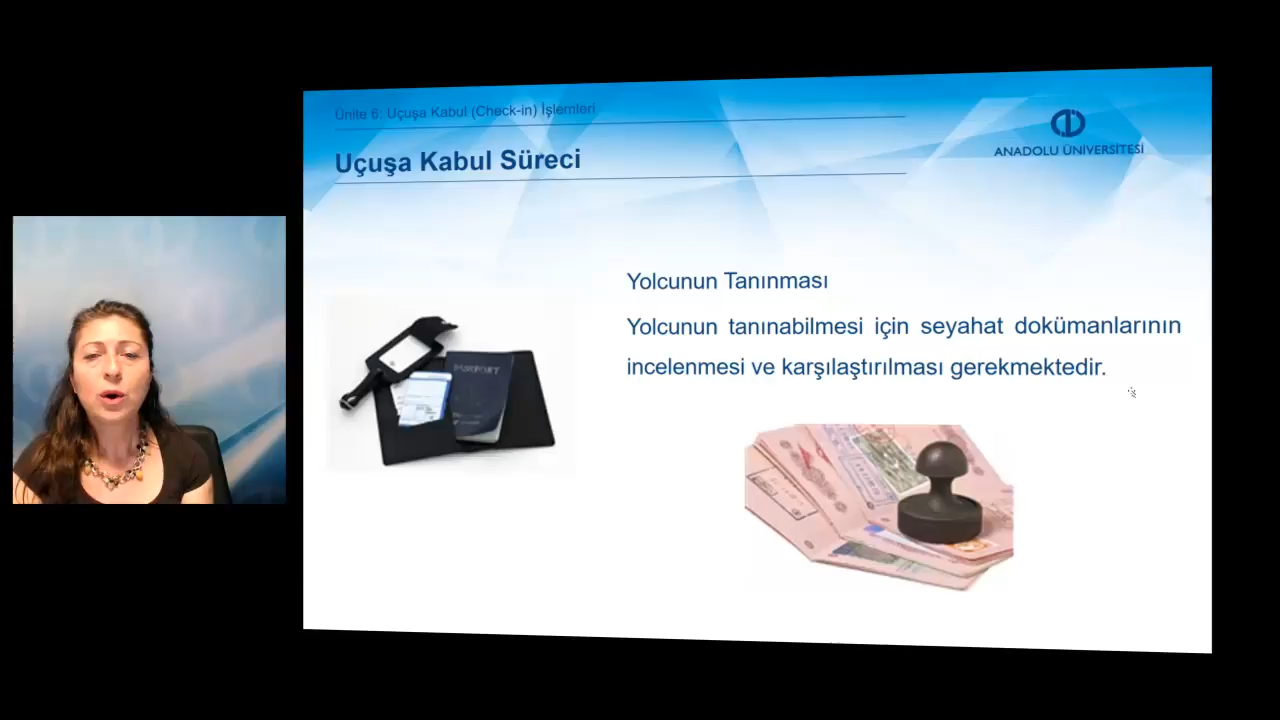 Ünite 6: Uçuşa Kabul (Check-in) İşlemleri
Uçuşa Kabul Süreci
ANADOLU ÜNİVERSİTESİ
Yolcunun Tanınması
Yolcunun tanınabilmesi için seyahat dokümanlarının
incelenmesi ve karşılaştırılması gerekmektedir.
PASSPORT